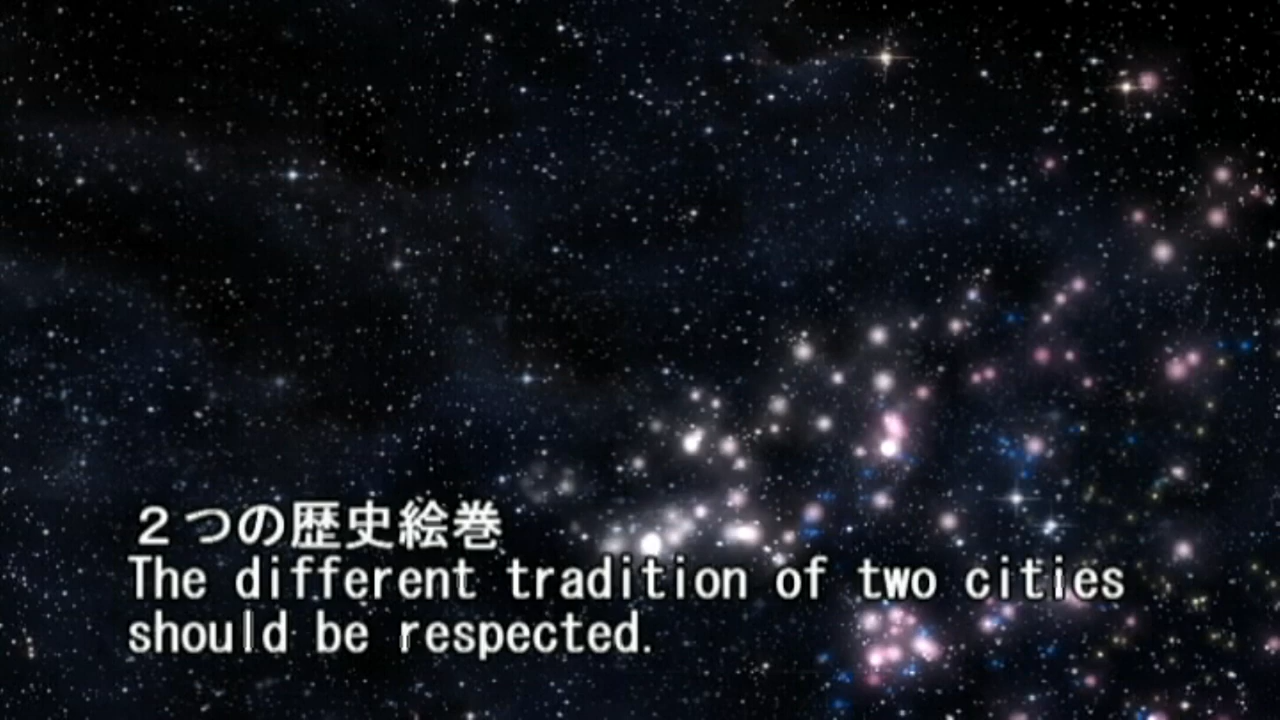 ２つの歴史絵巻
The different tradition of two cities
should be respected.